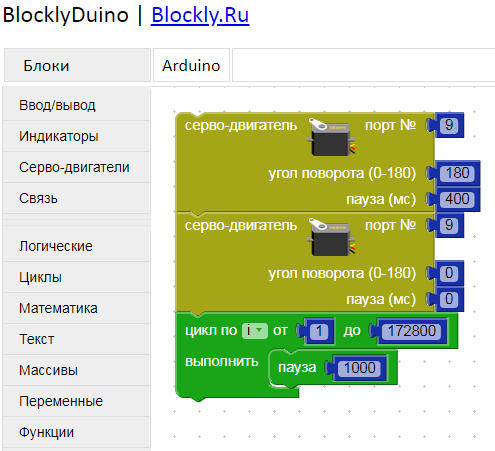 BlocklyDuino | Blockly.Ru
Блоки Arduino
Ввод/вывод
Индикаторы
Серво-двигатели
Связь
Логические
Циклы
Математика
Текст
Массивы
Переменные
Функции
серво-двигатель порт № 9
угол поворота (0-180) 180
пауза (мс) 400
серво-двигатель порт № 9
угол поворота (0-180) 0
пауза (мс) 0
цикл по i от 1 до 172800
выполнить пауза 1000